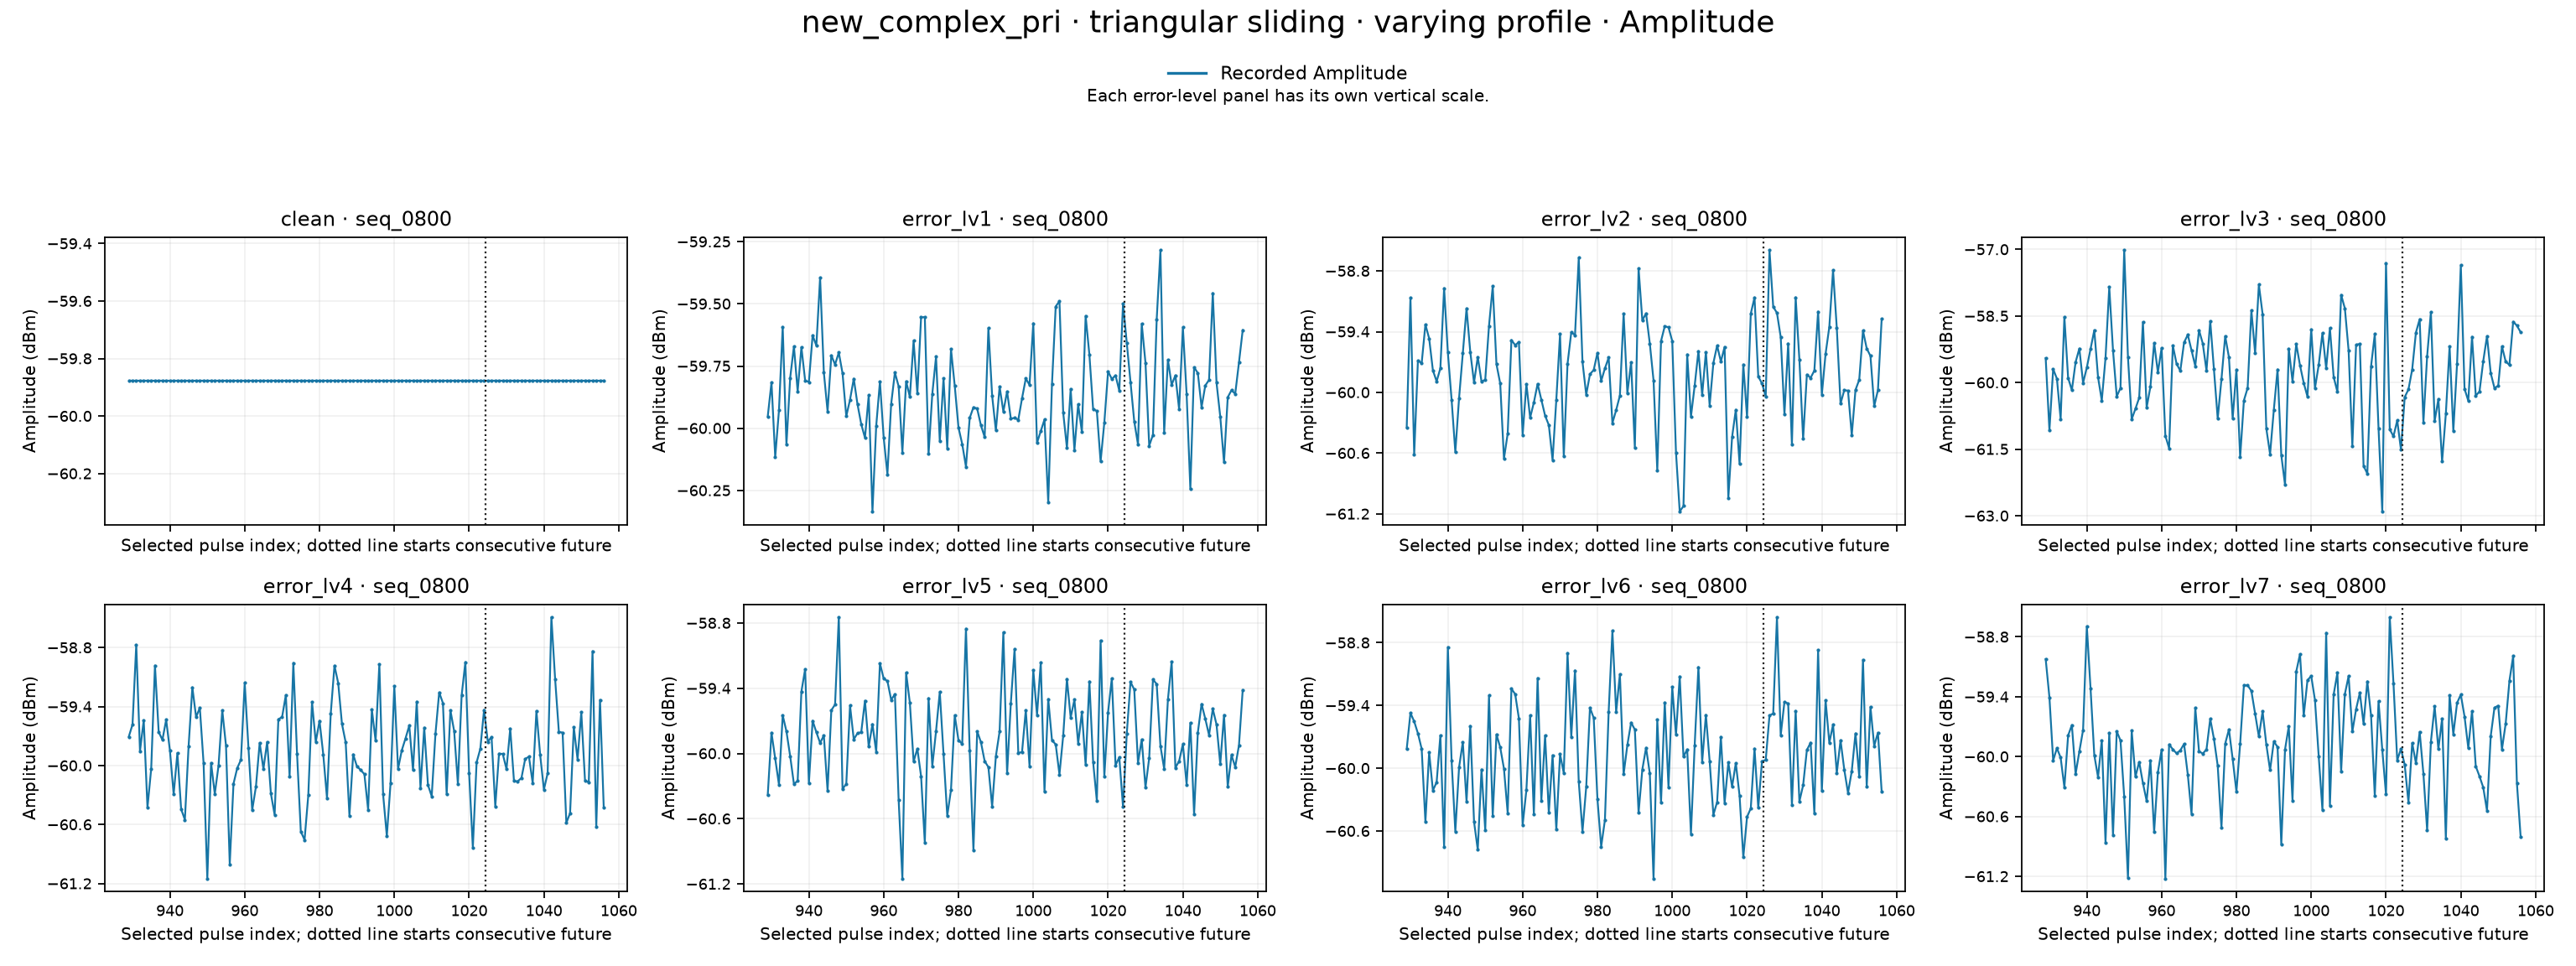 new_complex_pri · triangular sliding · varying profile · Amplitude
Recorded Amplitude
Each error-level panel has its own vertical scale.
clean · seq_0800
error_lv1 · seq_0800
error_lv2 · seq_0800
error_lv3 · seq_0800
Amplitude (dBm)
−59.4
−59.6
−59.8
−60.0
−60.2
Amplitude (dBm)
−59.25
−59.50
−59.75
−60.00
−60.25
Amplitude (dBm)
−58.8
−59.4
−60.0
−60.6
−61.2
Amplitude (dBm)
−57.0
−58.5
−60.0
−61.5
−63.0
Selected pulse index; dotted line starts consecutive future
Selected pulse index; dotted line starts consecutive future
Selected pulse index; dotted line starts consecutive future
Selected pulse index; dotted line starts consecutive future
error_lv4 · seq_0800
error_lv5 · seq_0800
error_lv6 · seq_0800
error_lv7 · seq_0800
Amplitude (dBm)
−58.8
−59.4
−60.0
−60.6
−61.2
Amplitude (dBm)
−58.8
−59.4
−60.0
−60.6
−61.2
Amplitude (dBm)
−58.8
−59.4
−60.0
−60.6
Amplitude (dBm)
−58.8
−59.4
−60.0
−60.6
−61.2
940 960 980 1000 1020 1040 1060
940 960 980 1000 1020 1040 1060
940 960 980 1000 1020 1040 1060
940 960 980 1000 1020 1040 1060
Selected pulse index; dotted line starts consecutive future
Selected pulse index; dotted line starts consecutive future
Selected pulse index; dotted line starts consecutive future
Selected pulse index; dotted line starts consecutive future